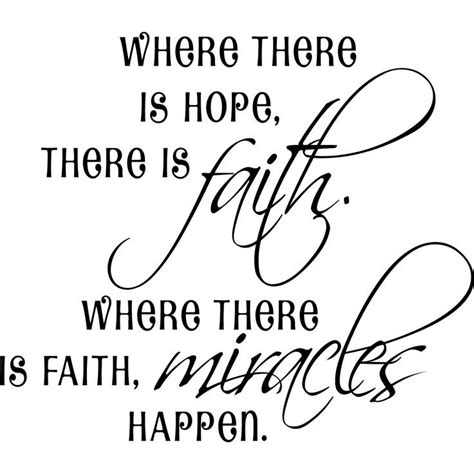 WHERE THERE
IS HOPE,
THERE IS faith.
WHERE THERE
IS FAITH, miracles
HAPPEN.